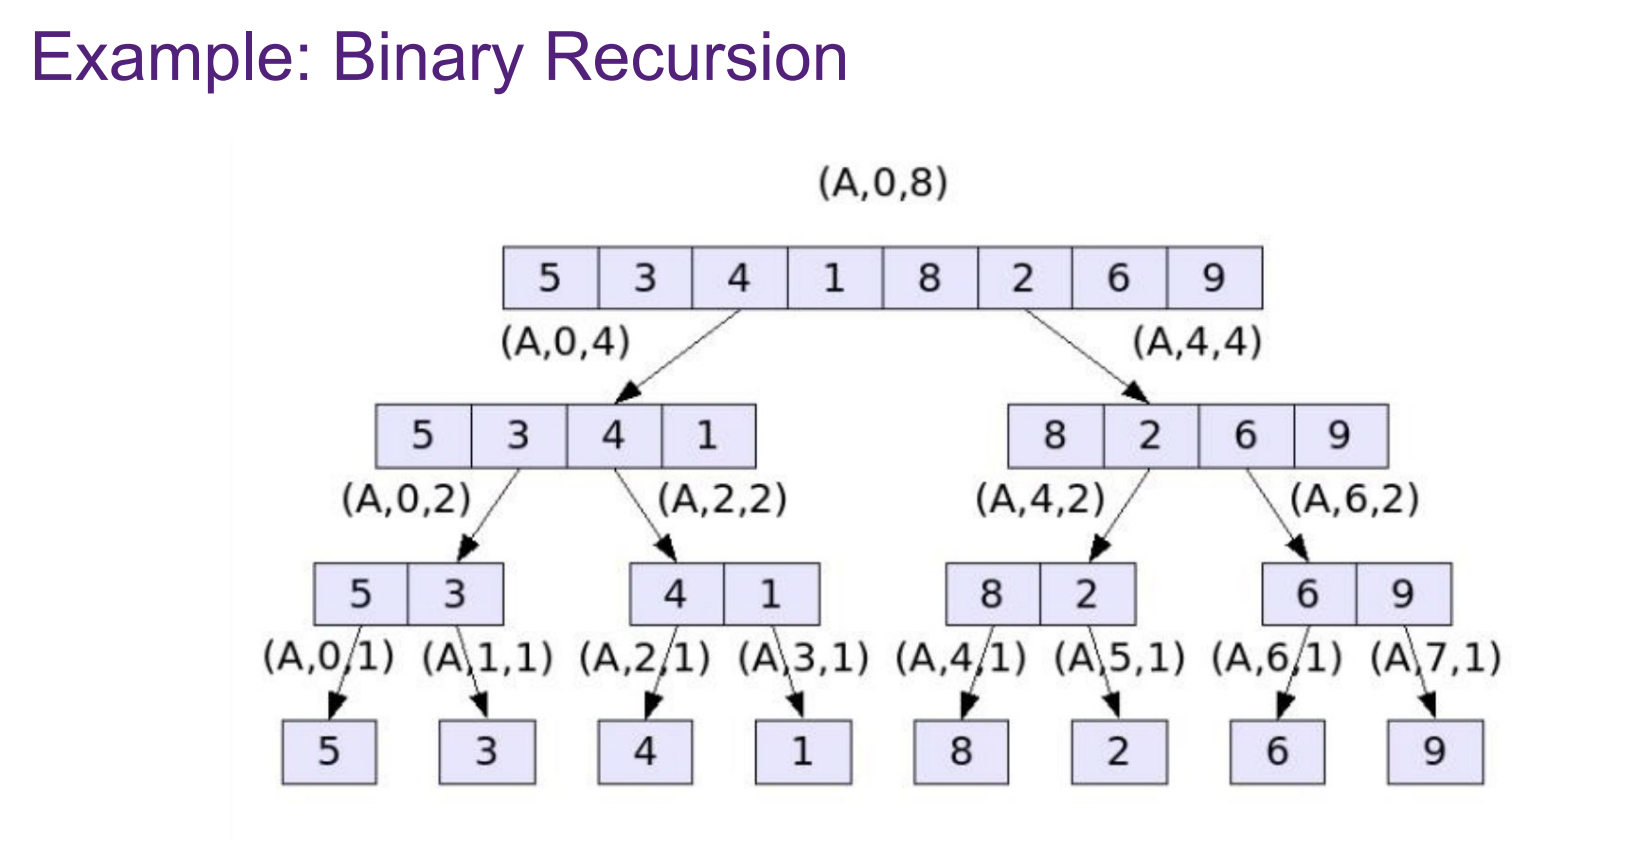 Example: Binary Recursion
(A,0,8)
5 3 4 1 8 2 6 9
(A,0,4) (A,4,4)
5 3 4 1 8 2 6 9
(A,0,2) (A,2,2) (A,4,2) (A,6,2)
5 3 4 1 8 2 6 9
(A,0,1) (A,1,1) (A,2,1) (A,3,1) (A,4,1) (A,5,1) (A,6,1) (A,7,1)
5 3 4 1 8 2 6 9